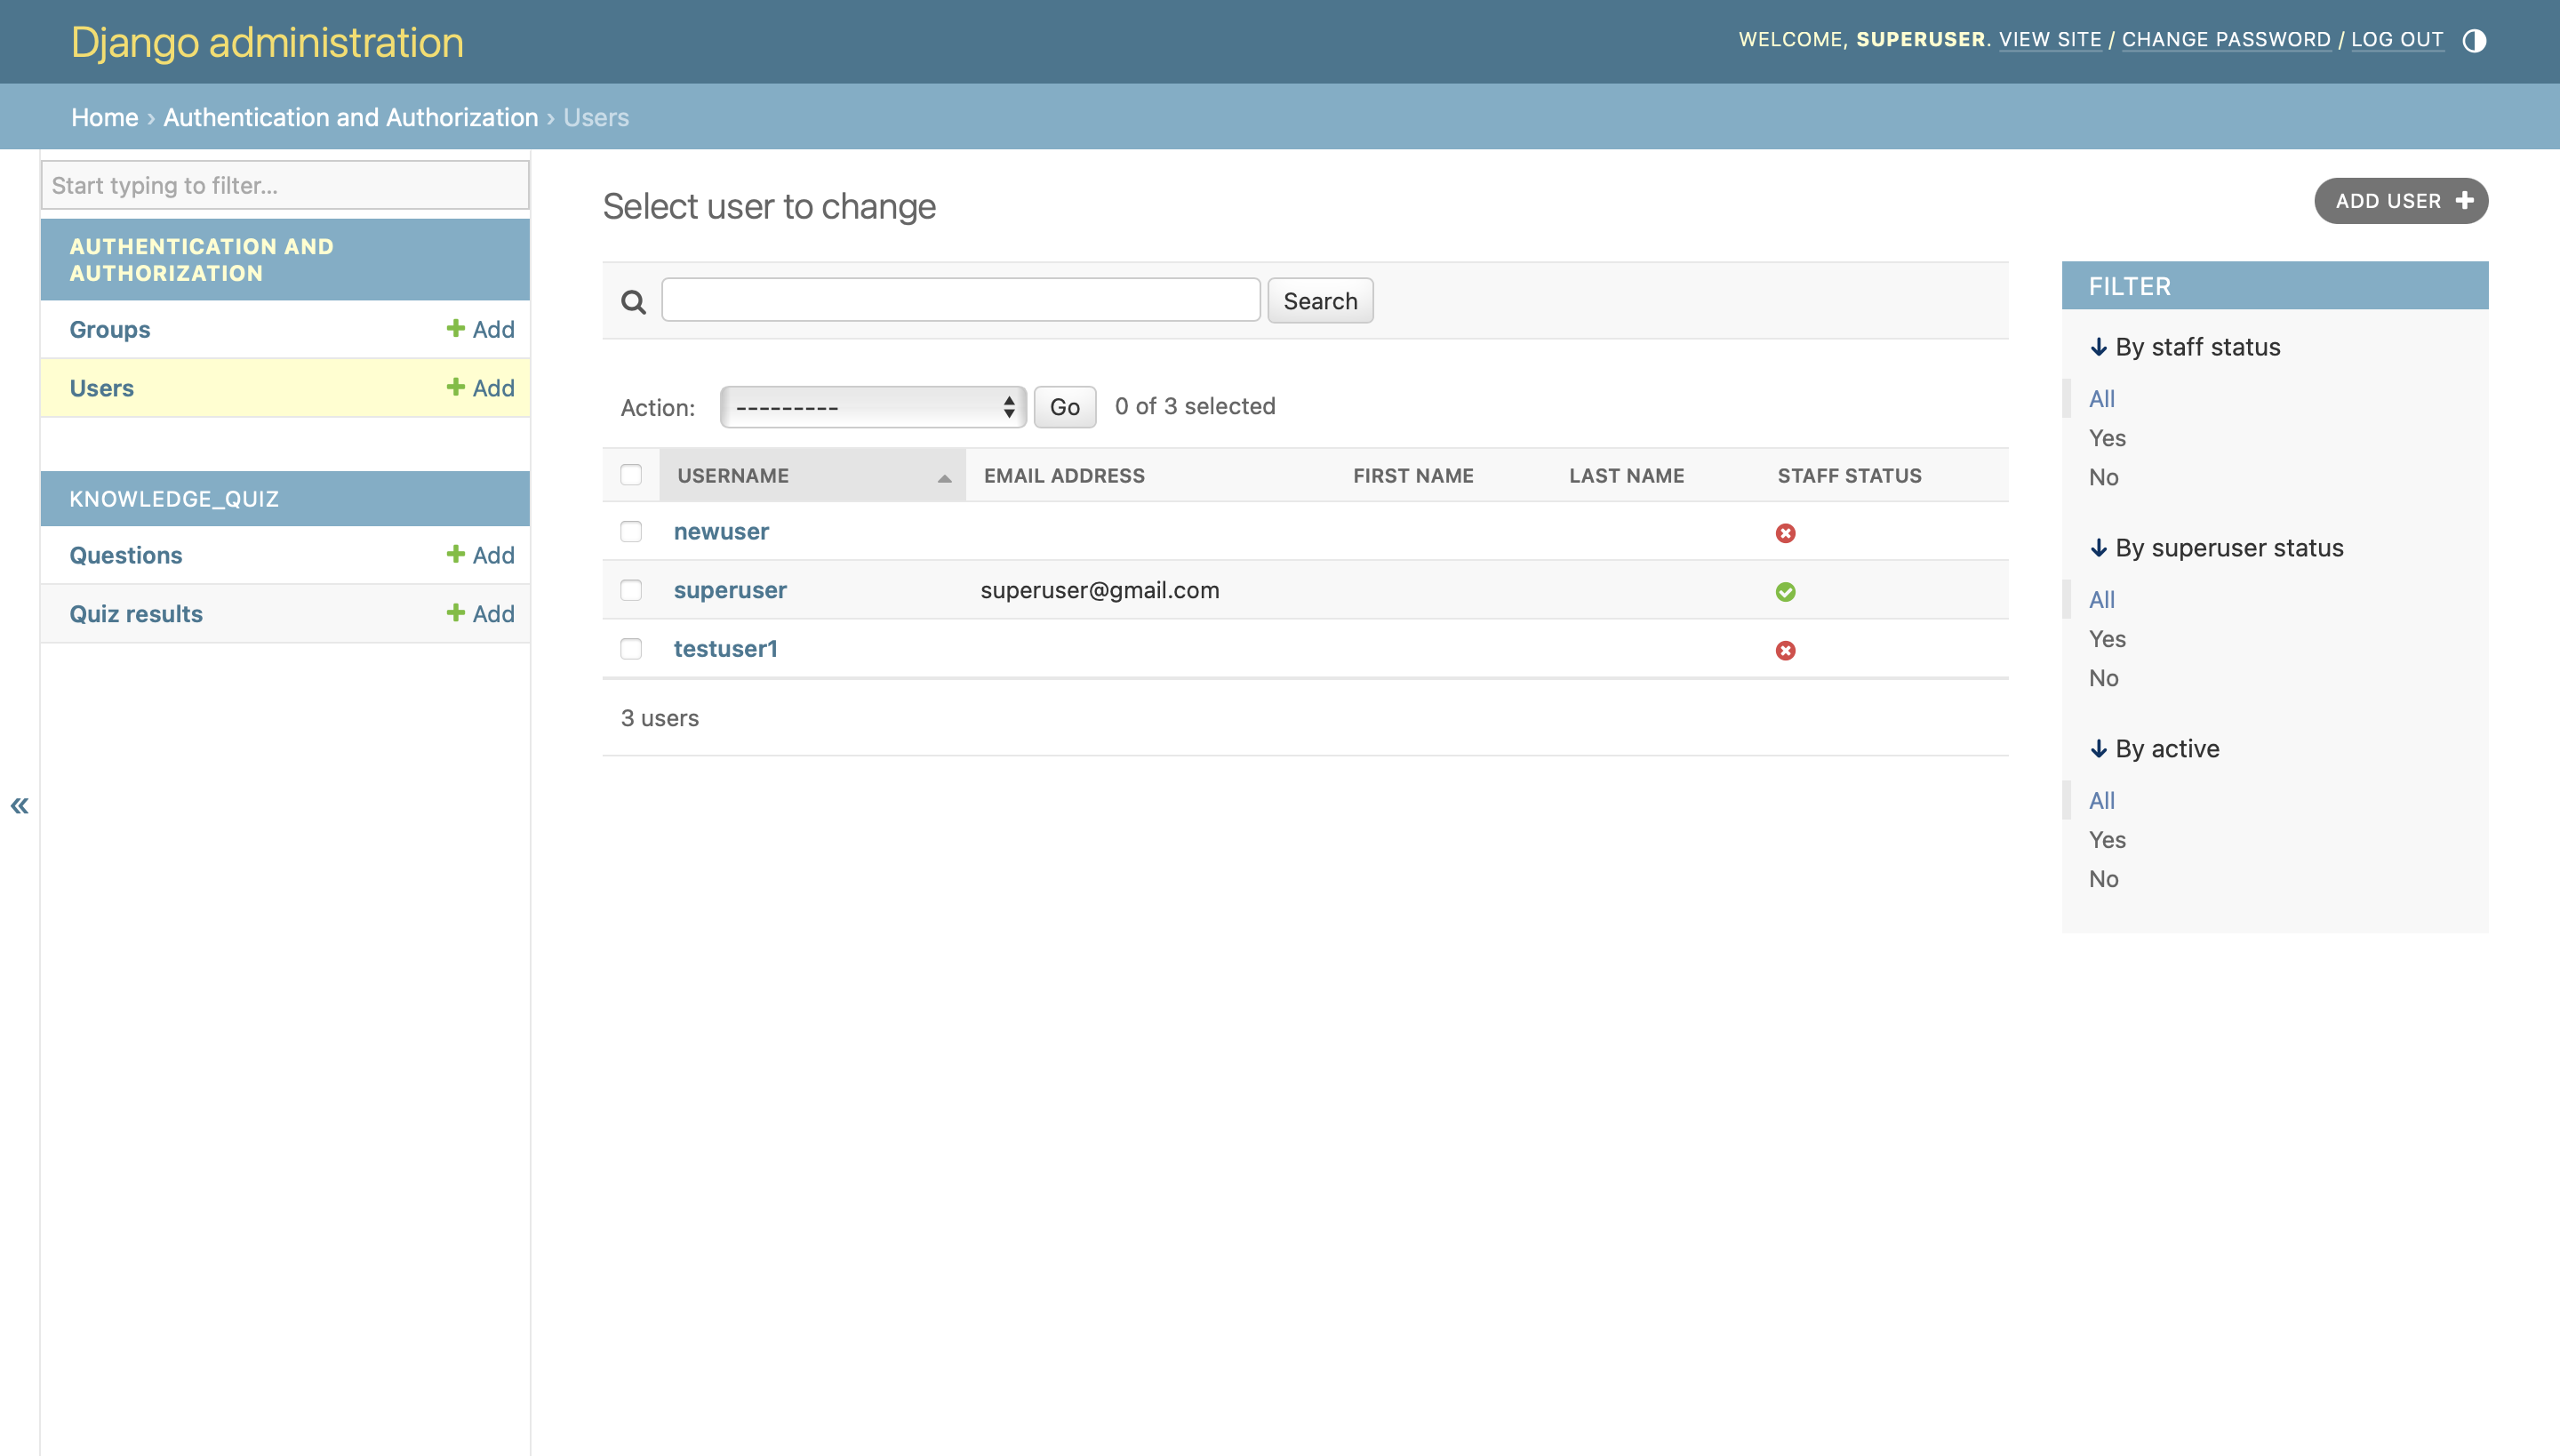 Django administration
WELCOME, SUPERUSER. VIEW SITE / CHANGE PASSWORD / LOG OUT
Home › Authentication and Authorization › Users
Start typing to filter...
AUTHENTICATION AND
AUTHORIZATION
Groups + Add
Users + Add
KNOWLEDGE_QUIZ
Questions + Add
Quiz results + Add
«
Select user to change
ADD USER +
Search
Action: --------- Go 0 of 3 selected
USERNAME EMAIL ADDRESS FIRST NAME LAST NAME STAFF STATUS
newuser
superuser superuser@gmail.com
testuser1
3 users
FILTER
↓ By staff status
All
Yes
No
↓ By superuser status
All
Yes
No
↓ By active
All
Yes
No